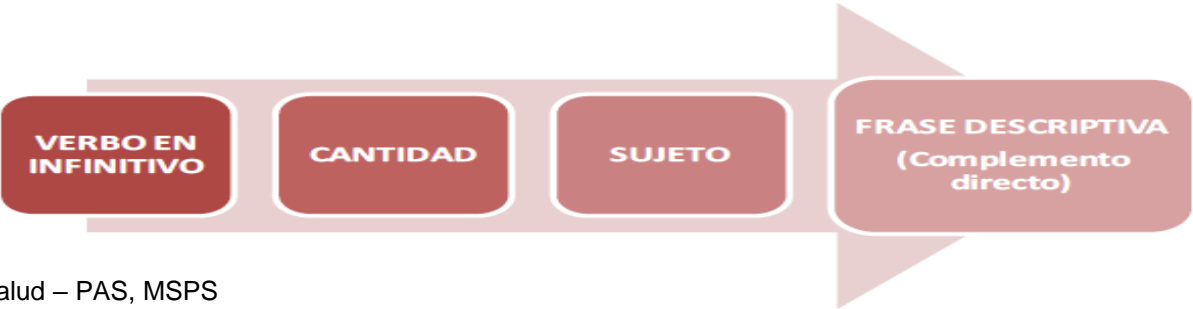 VERBO EN
INFINITIVO
CANTIDAD
SUJETO
FRASE DESCRIPTIVA
(Complemento
directo)
alud – PAS, MSPS